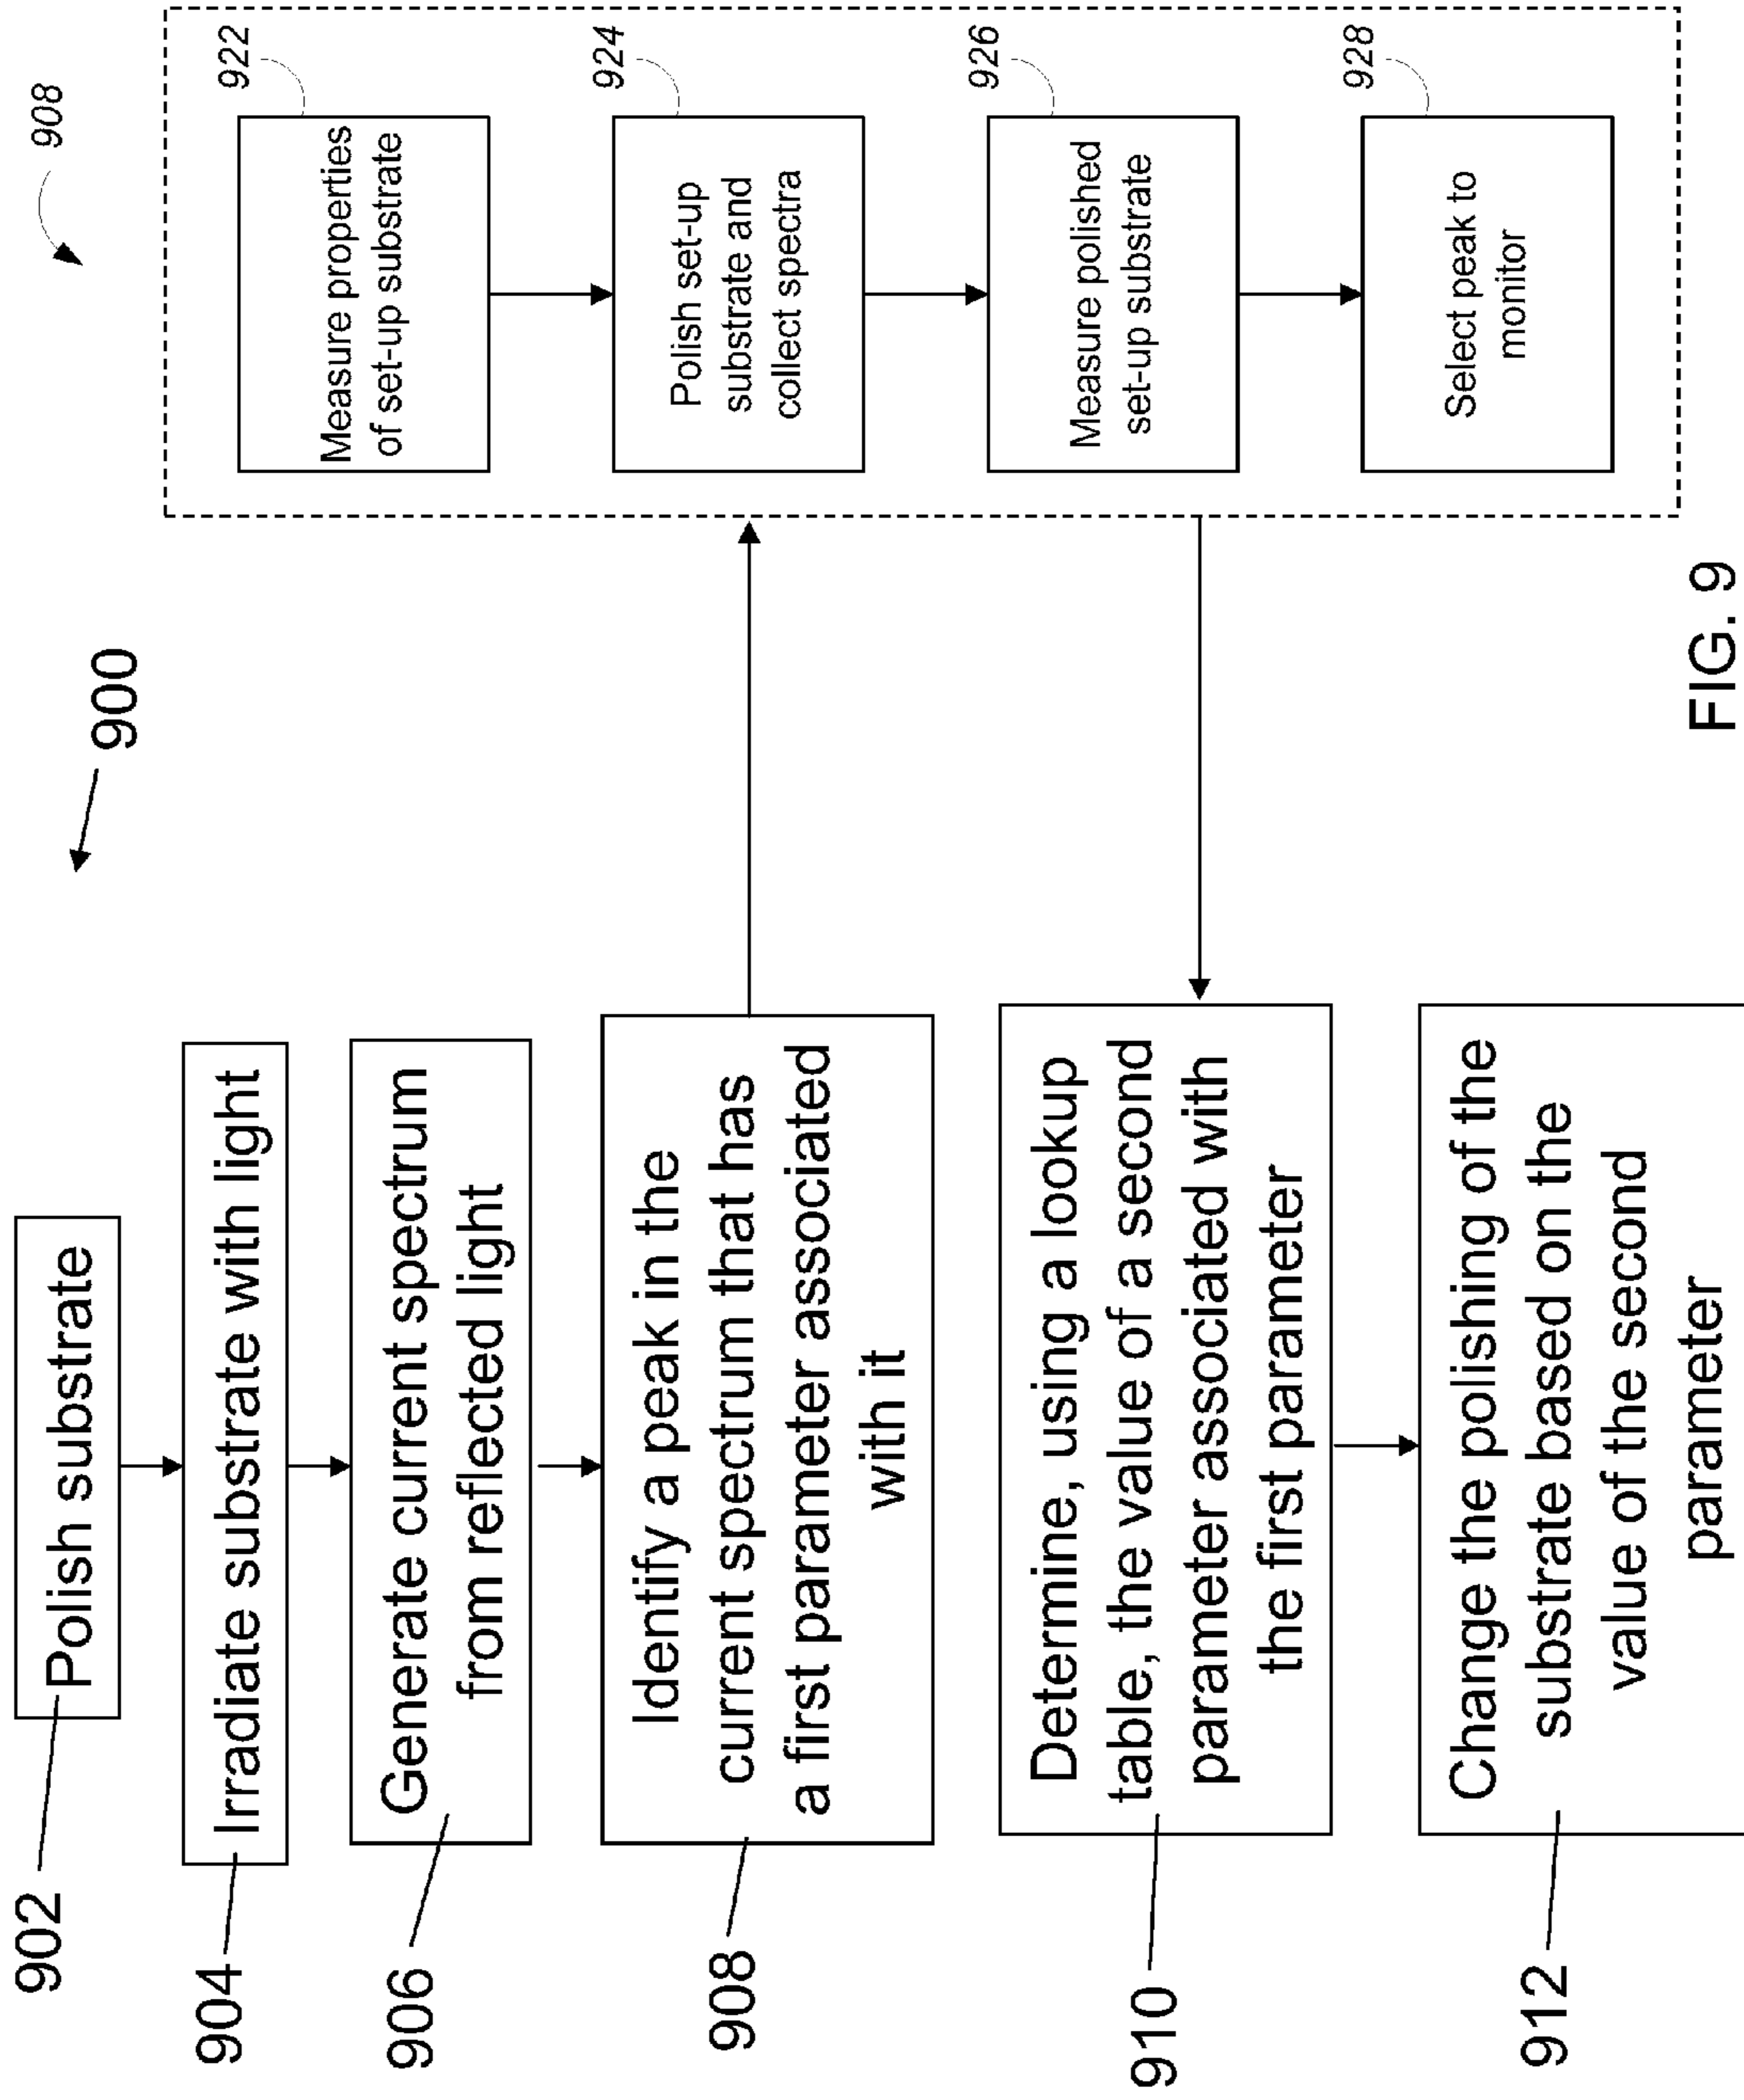 900
902
Polish substrate
904
Irradiate substrate with light
906
Generate current spectrum
from reflected light
908
Identify a peak in the
current spectrum that has
a first parameter associated
with it
910
Determine, using a lookup
table, the value of a second
parameter associated with
the first parameter
912
Change the polishing of the
substrate based on the
value of the second
parameter
908
922
Measure properties
of set-up substrate
924
Polish set-up
substrate and
collect spectra
926
Measure polished
set-up substrate
928
Select peak to
monitor
FIG. 9